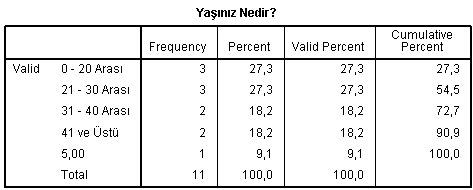 Yaşınız Nedir?
Frequency Percent Valid Percent Cumulative Percent
Valid 0 - 20 Arası 3 27,3 27,3 27,3
21 - 30 Arası 3 27,3 27,3 54,5
31 - 40 Arası 2 18,2 18,2 72,7
41 ve Üstü 2 18,2 18,2 90,9
5,00 1 9,1 9,1 100,0
Total 11 100,0 100,0